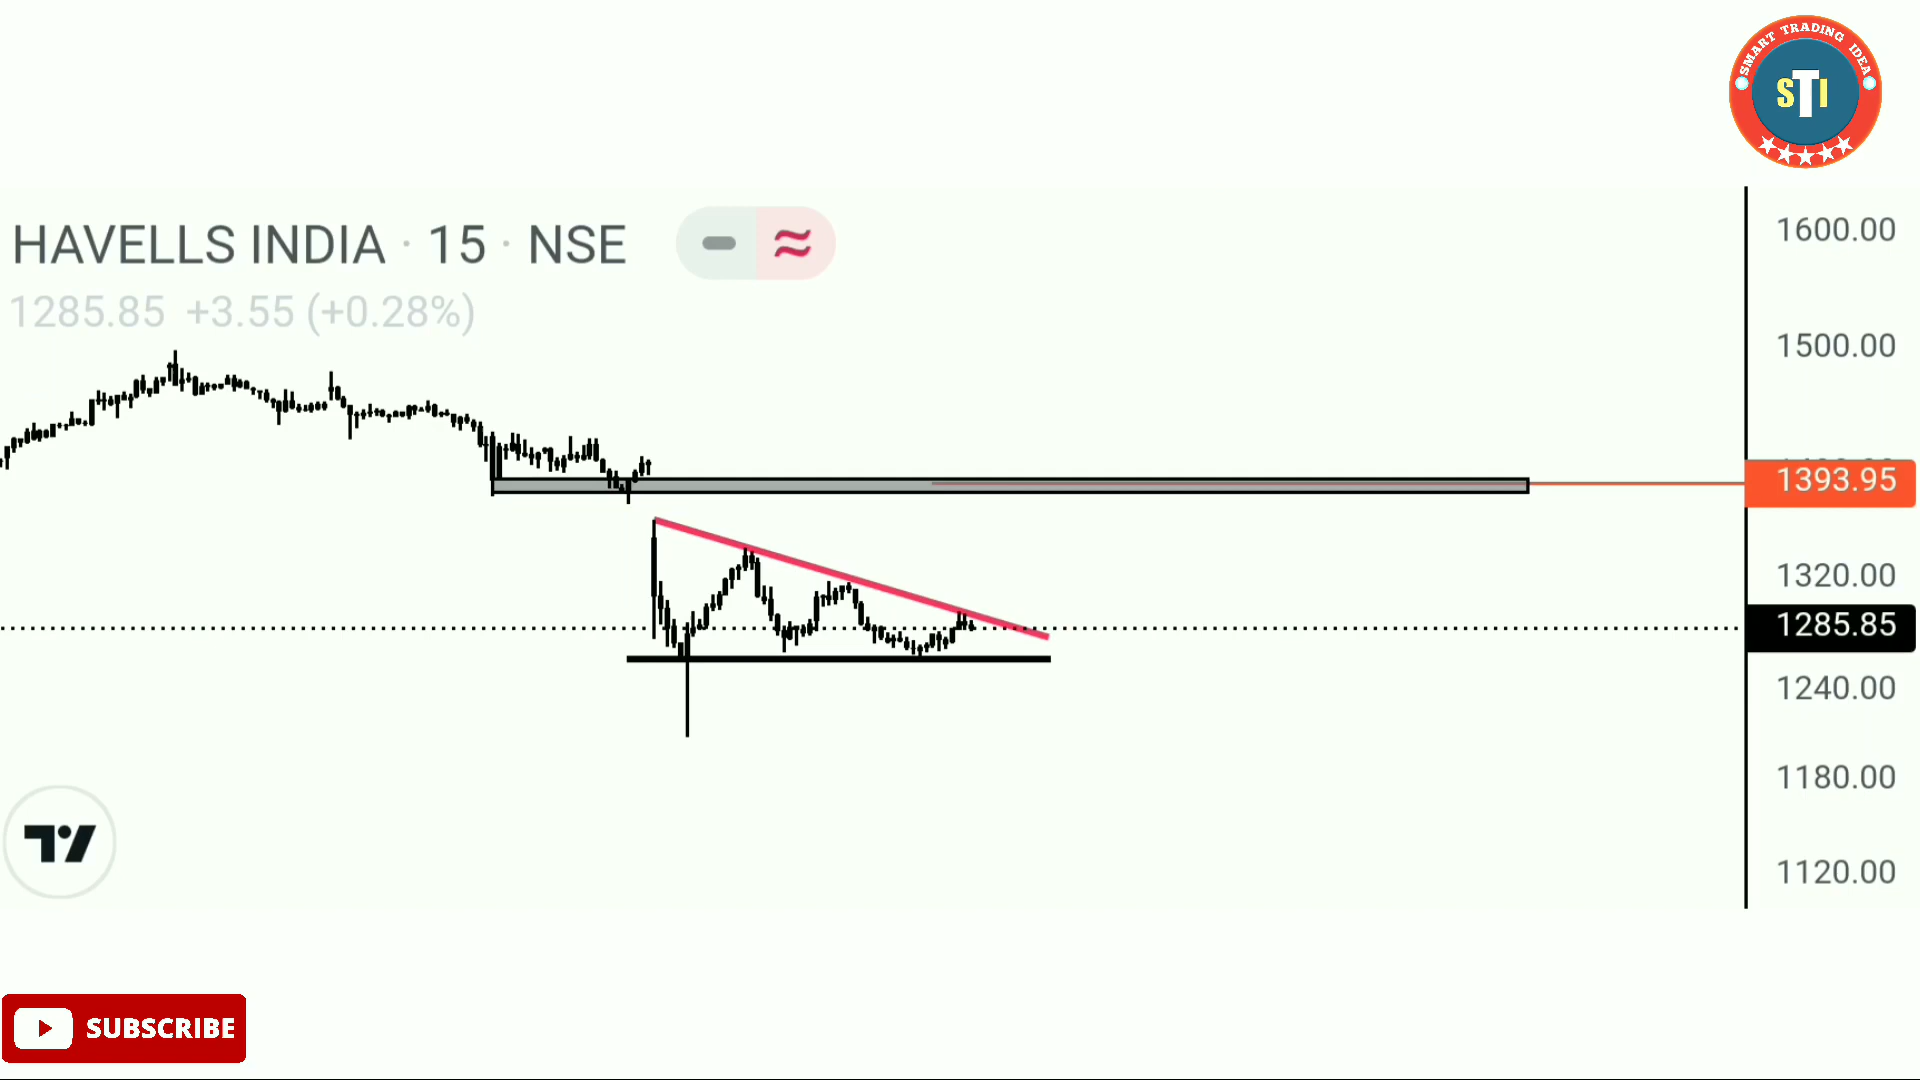 SMART TRADING IDEA
STI
HAVELLS INDIA · 15 · NSE
1285.85 +3.55 (+0.28%)
1600.00
1500.00
1393.95
1320.00
1285.85
1240.00
1180.00
1120.00
SUBSCRIBE